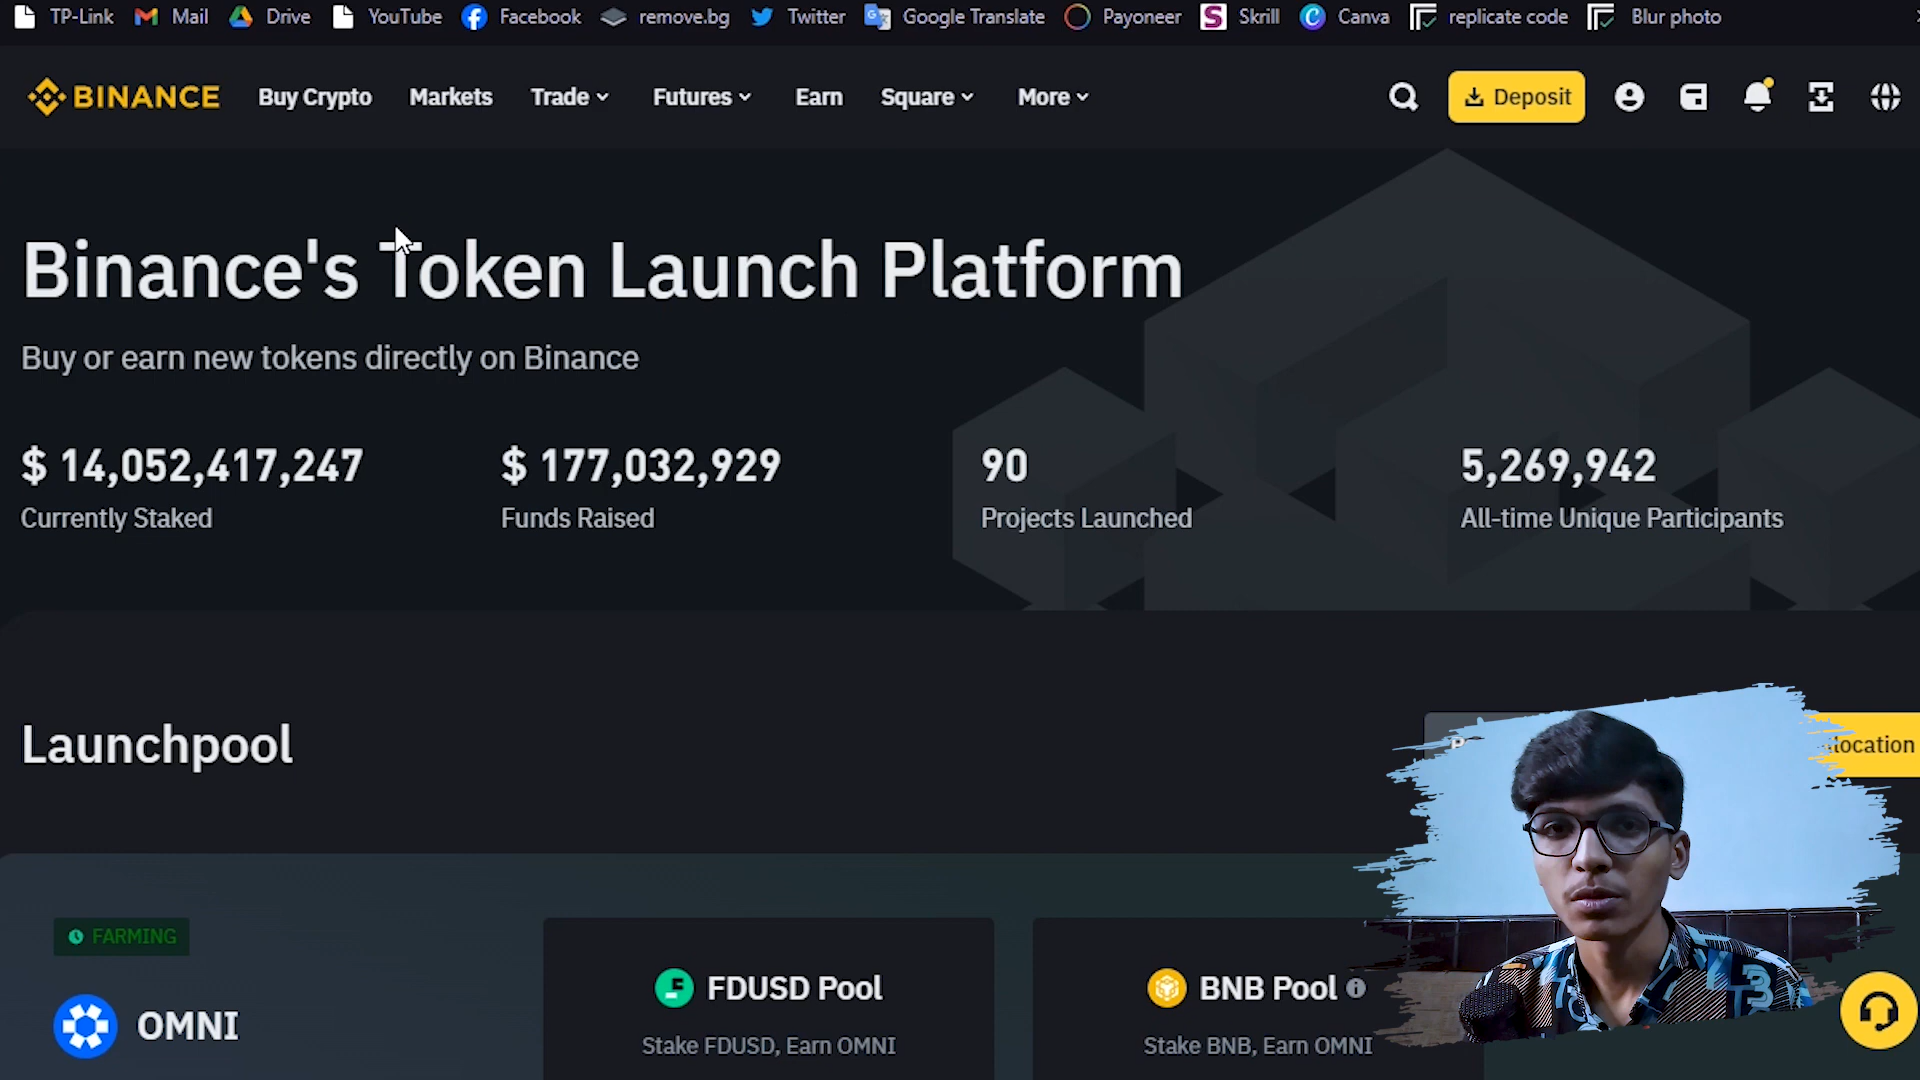 TP-Link Mail Drive YouTube Facebook remove.bg Twitter Google Translate Payoneer Skrill Canva replicate code Blur photo
BINANCE Buy Crypto Markets Trade Futures Earn Square More Deposit
Binance's Token Launch Platform
Buy or earn new tokens directly on Binance
$ 14,052,417,247 $ 177,032,929 90 5,269,942
Currently Staked Funds Raised Projects Launched All-time Unique Participants
Launchpool
FARMING
FDUSD Pool BNB Pool
OMNI
Stake FDUSD, Earn OMNI Stake BNB, Earn OMNI